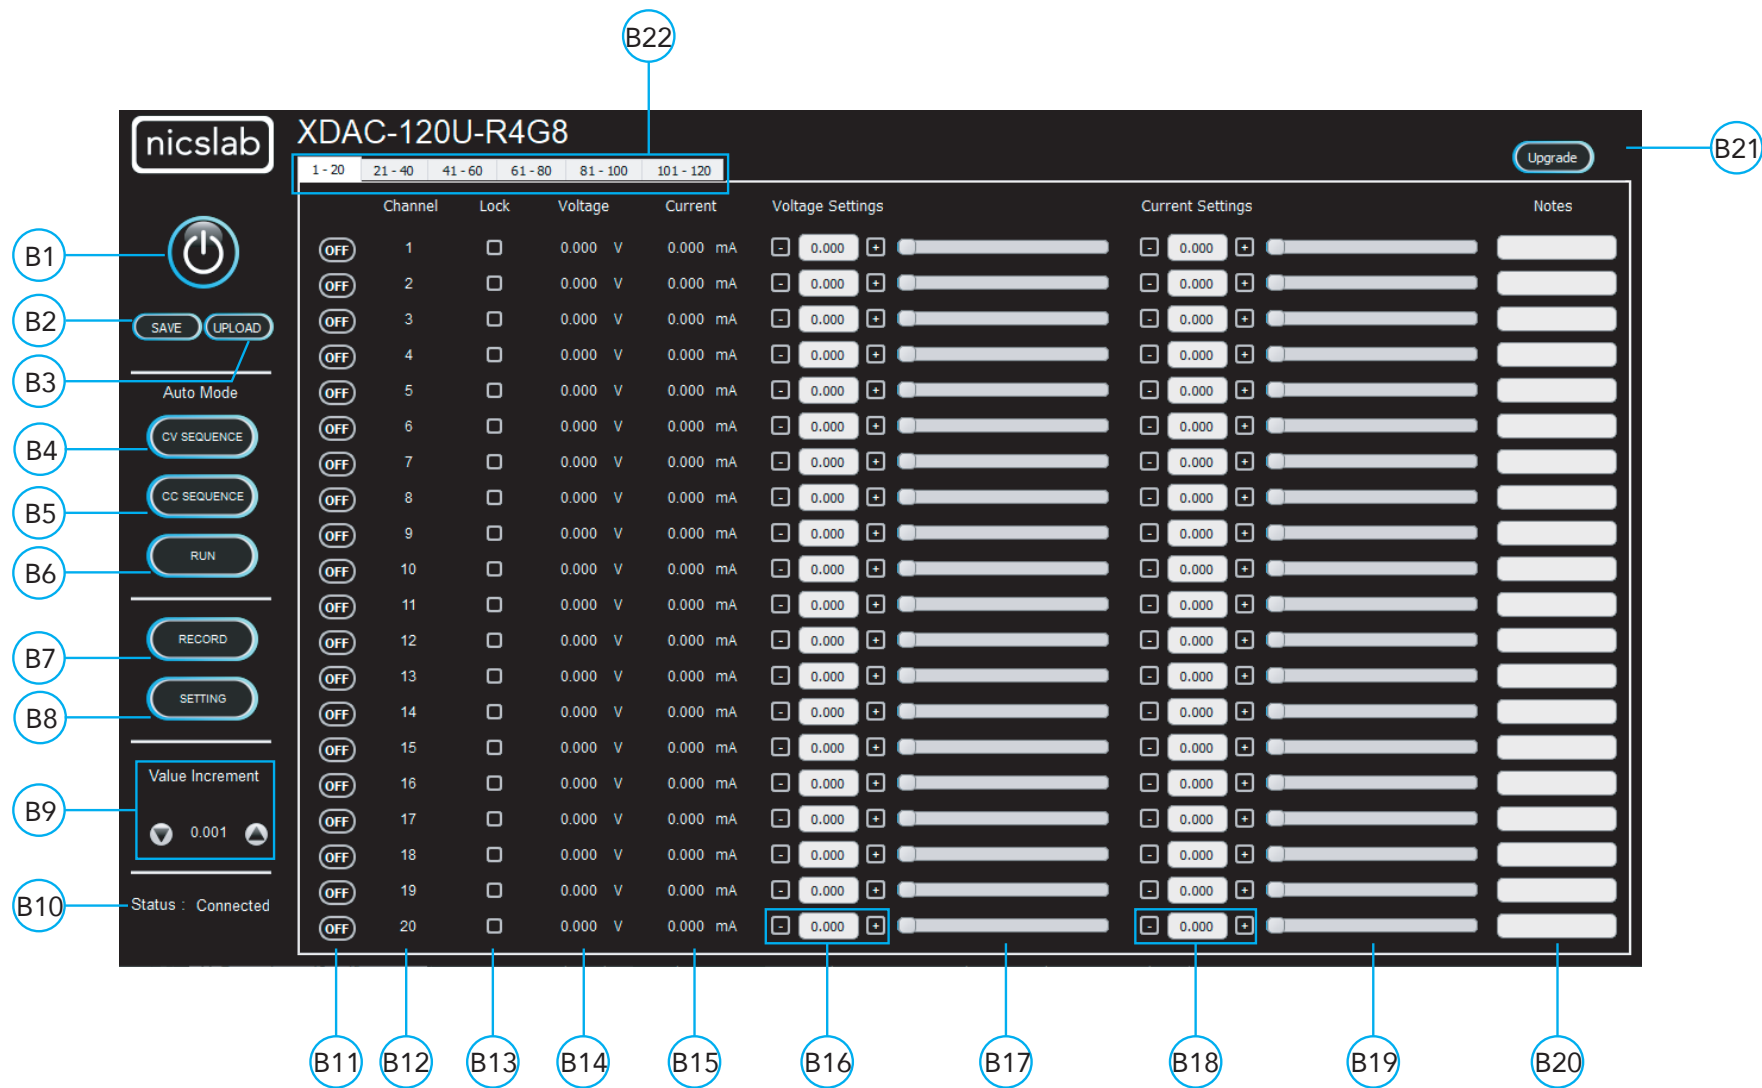 B22
nicslab
XDAC-120U-R4G8
Upgrade
B21
1 - 20 21 - 40 41 - 60 61 - 80 81 - 100 101 - 120
Channel Lock Voltage Current Voltage Settings Current Settings Notes
B1
B2
SAVE UPLOAD
B3
Auto Mode
B4
CV SEQUENCE
B5
CC SEQUENCE
B6
RUN
B7
RECORD
B8
SETTING
B9
Value Increment
0.001
B10
Status : Connected
OFF 1 0.000 V 0.000 mA - 0.000 + - 0.000 +
OFF 2 0.000 V 0.000 mA - 0.000 + - 0.000 +
OFF 3 0.000 V 0.000 mA - 0.000 + - 0.000 +
OFF 4 0.000 V 0.000 mA - 0.000 + - 0.000 +
OFF 5 0.000 V 0.000 mA - 0.000 + - 0.000 +
OFF 6 0.000 V 0.000 mA - 0.000 + - 0.000 +
OFF 7 0.000 V 0.000 mA - 0.000 + - 0.000 +
OFF 8 0.000 V 0.000 mA - 0.000 + - 0.000 +
OFF 9 0.000 V 0.000 mA - 0.000 + - 0.000 +
OFF 10 0.000 V 0.000 mA - 0.000 + - 0.000 +
OFF 11 0.000 V 0.000 mA - 0.000 + - 0.000 +
OFF 12 0.000 V 0.000 mA - 0.000 + - 0.000 +
OFF 13 0.000 V 0.000 mA - 0.000 + - 0.000 +
OFF 14 0.000 V 0.000 mA - 0.000 + - 0.000 +
OFF 15 0.000 V 0.000 mA - 0.000 + - 0.000 +
OFF 16 0.000 V 0.000 mA - 0.000 + - 0.000 +
OFF 17 0.000 V 0.000 mA - 0.000 + - 0.000 +
OFF 18 0.000 V 0.000 mA - 0.000 + - 0.000 +
OFF 19 0.000 V 0.000 mA - 0.000 + - 0.000 +
OFF 20 0.000 V 0.000 mA - 0.000 + - 0.000 +
B11 B12 B13 B14 B15 B16 B17 B18 B19 B20